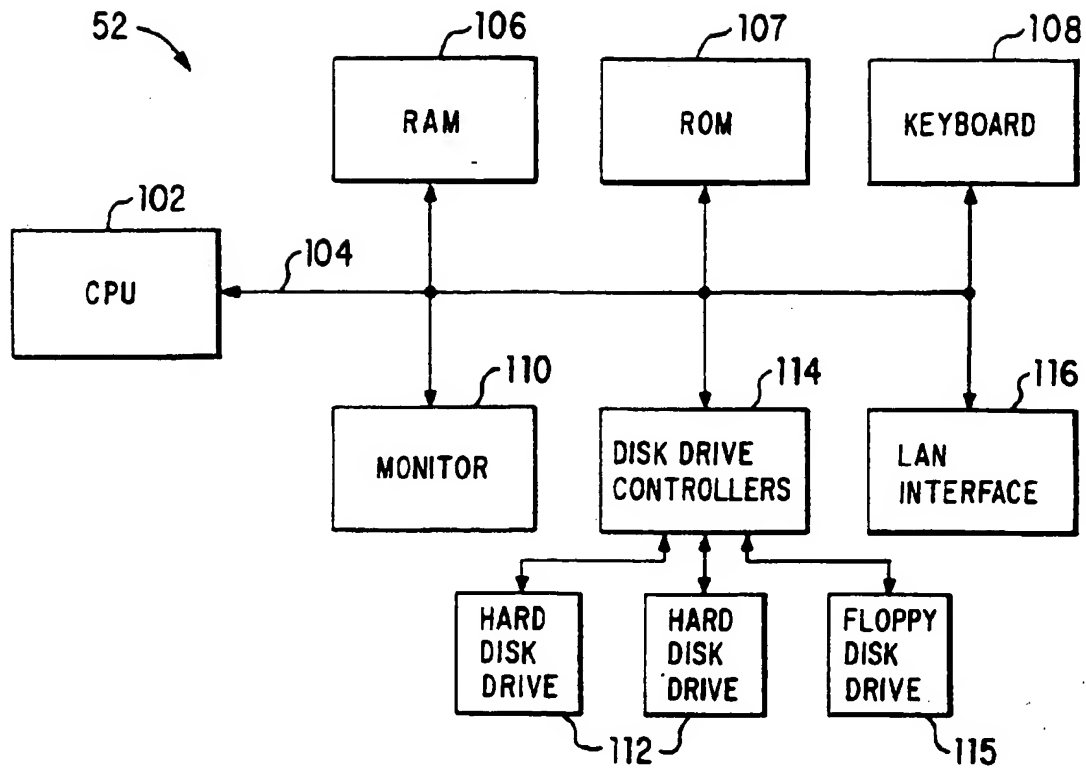 52
106
107
108
RAM
ROM
KEYBOARD
102
104
CPU
110
114
116
MONITOR
DISK DRIVE
CONTROLLERS
LAN
INTERFACE
HARD
DISK
DRIVE
HARD
DISK
DRIVE
FLOPPY
DISK
DRIVE
112
115